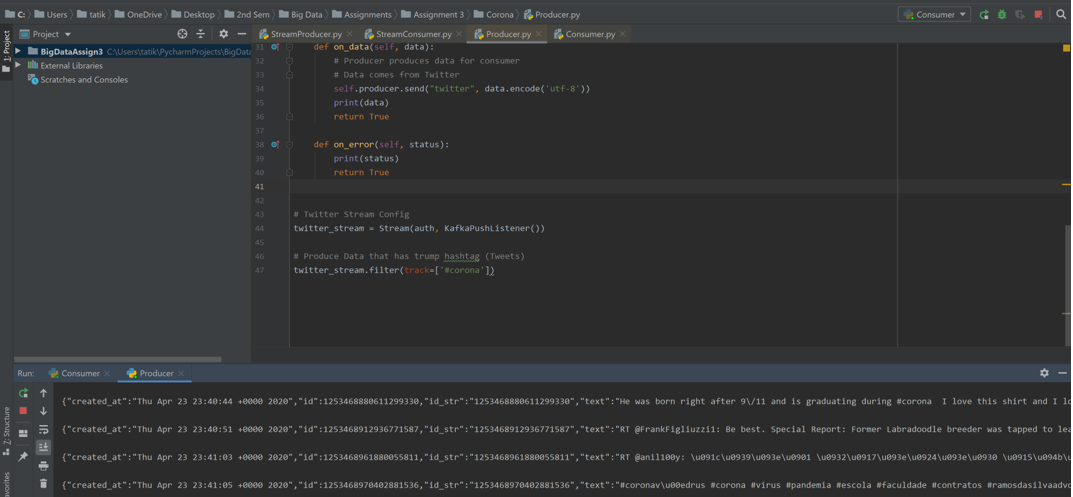 C: Users tatik OneDrive Desktop 2nd Sem Big Data Assignments Assignment 3 Corona Producer.py Consumer
Project StreamProducer.py StreamConsumer.py Producer.py Consumer.py
1: Project
BigDataAssign3 C:\Users\tatik\PycharmProjects\BigData
External Libraries
Scratches and Consoles
31 def on_data(self, data):
32 # Producer produces data for consumer
33 # Data comes from Twitter
34 self.producer.send("twitter", data.encode('utf-8'))
35 print(data)
36 return True
37
38 def on_error(self, status):
39 print(status)
40 return True
41
42
43 # Twitter Stream Config
44 twitter_stream = Stream(auth, KafkaPushListener())
45
46 # Produce Data that has trump hashtag (Tweets)
47 twitter_stream.filter(track=['#corona'])
Run: Consumer Producer
{"created_at":"Thu Apr 23 23:40:44 +0000 2020","id":1253468880611299330,"id_str":"1253468880611299330","text":"He was born right after 9\/11 and is graduating during #corona  I love this shirt and I lo
{"created_at":"Thu Apr 23 23:40:51 +0000 2020","id":1253468912936771587,"id_str":"1253468912936771587","text":"RT @FrankFigliuzzi1: Be best. Special Report: Former Labradoodle breeder was tapped to lea
{"created_at":"Thu Apr 23 23:41:03 +0000 2020","id":1253468961880055811,"id_str":"1253468961880055811","text":"RT @anil100y: \u091c\u0939\u093e\u0901 \u0932\u0917\u093e\u0924\u093e\u0930 \u0915\u094b\u
{"created_at":"Thu Apr 23 23:41:05 +0000 2020","id":1253468970402881536,"id_str":"1253468970402881536","text":"#coronav\u00edrus #corona #virus #pandemia #escola #faculdade #contratos #ramosdasilvaadvo
Z: Structure
avorites